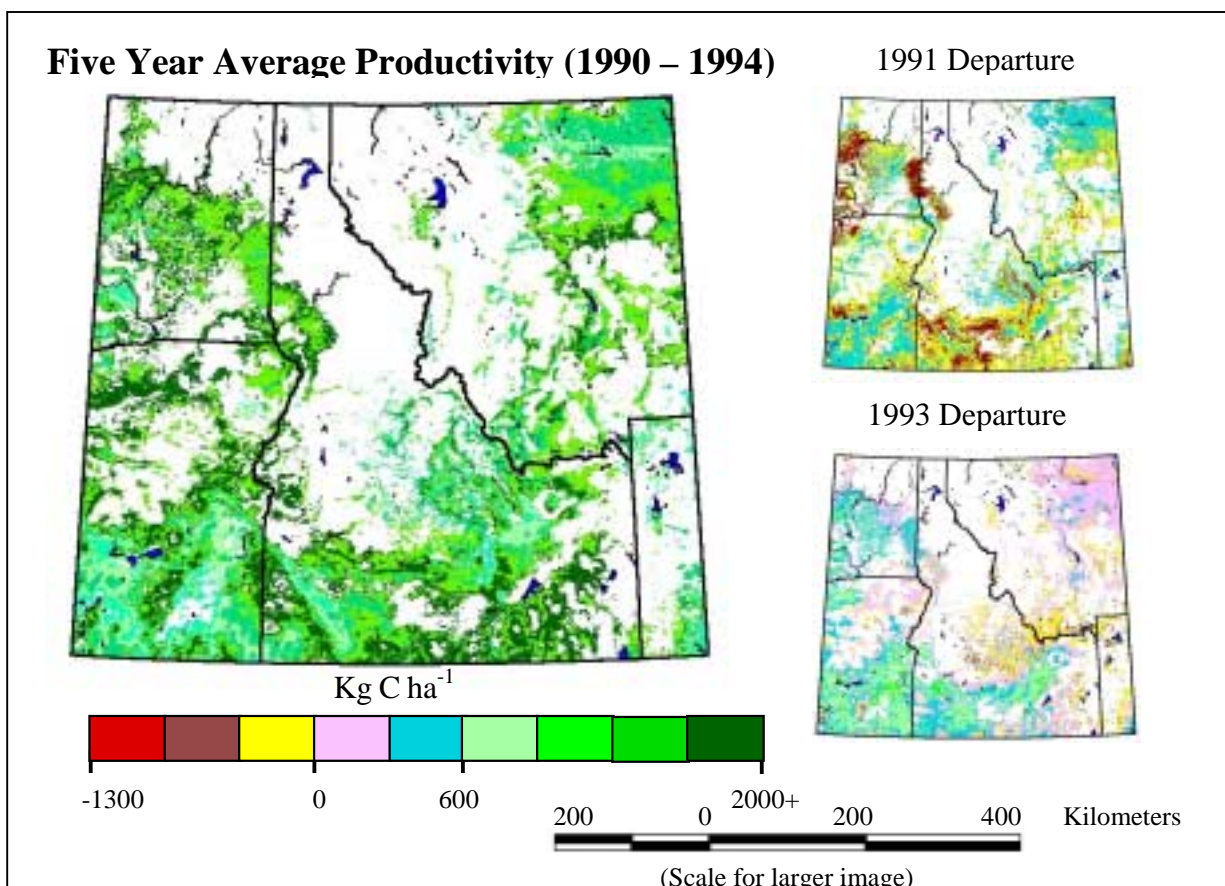 Five Year Average Productivity (1990 – 1994)
1991 Departure
1993 Departure
Kg C ha-1
-1300 0 600 2000+
200 0 200 400 Kilometers
(Scale for larger image)